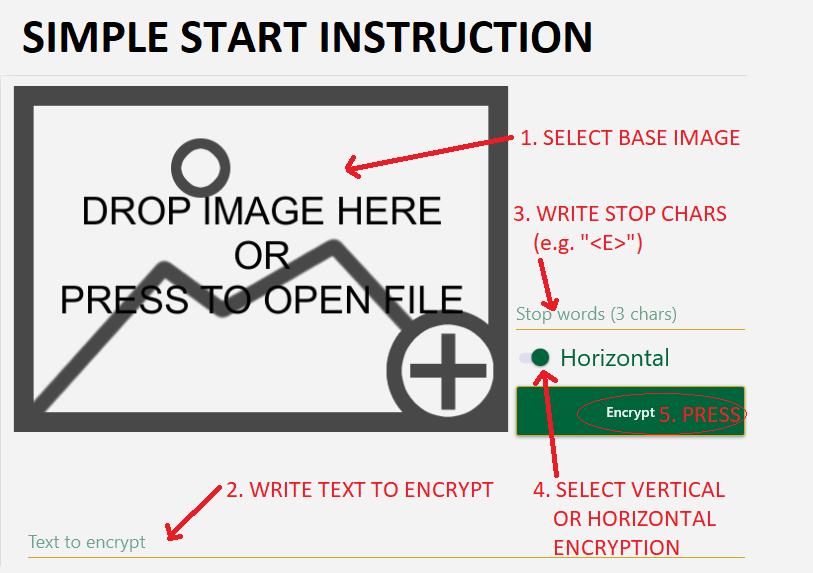 SIMPLE START INSTRUCTION
1. SELECT BASE IMAGE
DROP IMAGE HERE
OR
PRESS TO OPEN FILE
3. WRITE STOP CHARS
(e.g. "<E>")
Stop words (3 chars)
Horizontal
Encrypt 5. PRESS
2. WRITE TEXT TO ENCRYPT
4. SELECT VERTICAL
OR HORIZONTAL
ENCRYPTION
Text to encrypt